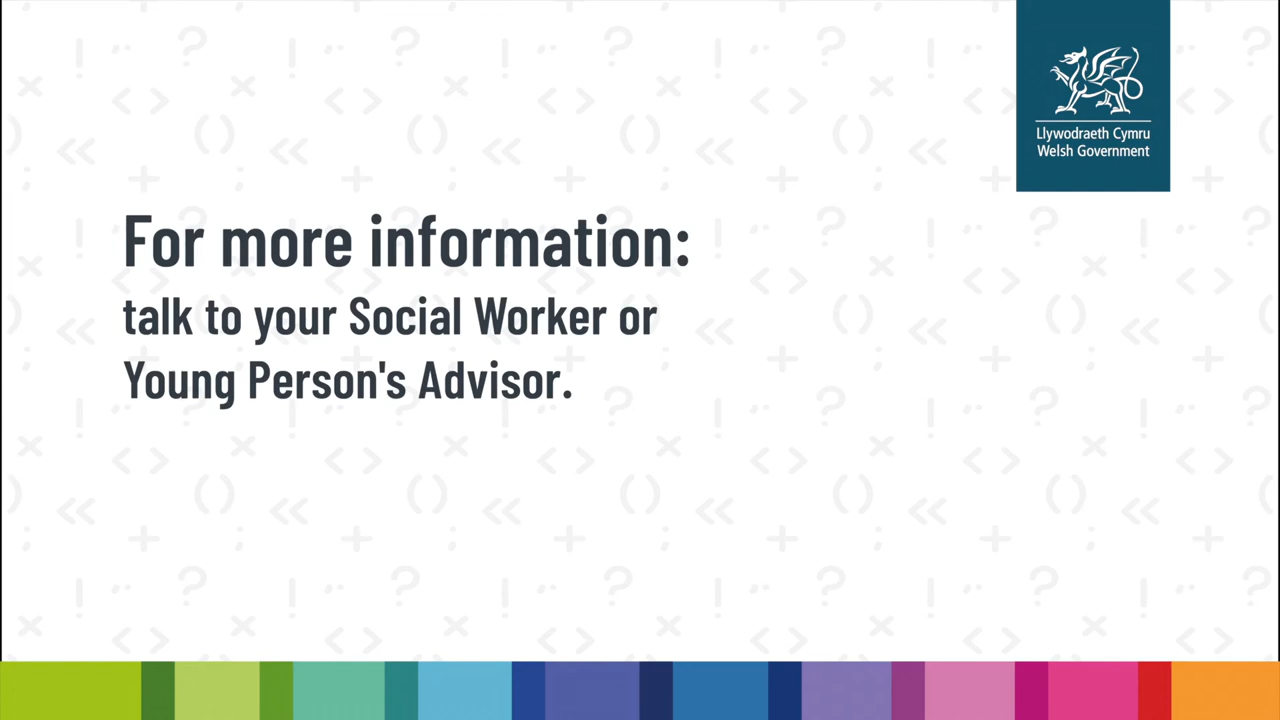 Llywodraeth Cymru
Welsh Government
For more information:
talk to your Social Worker or
Young Person's Advisor.